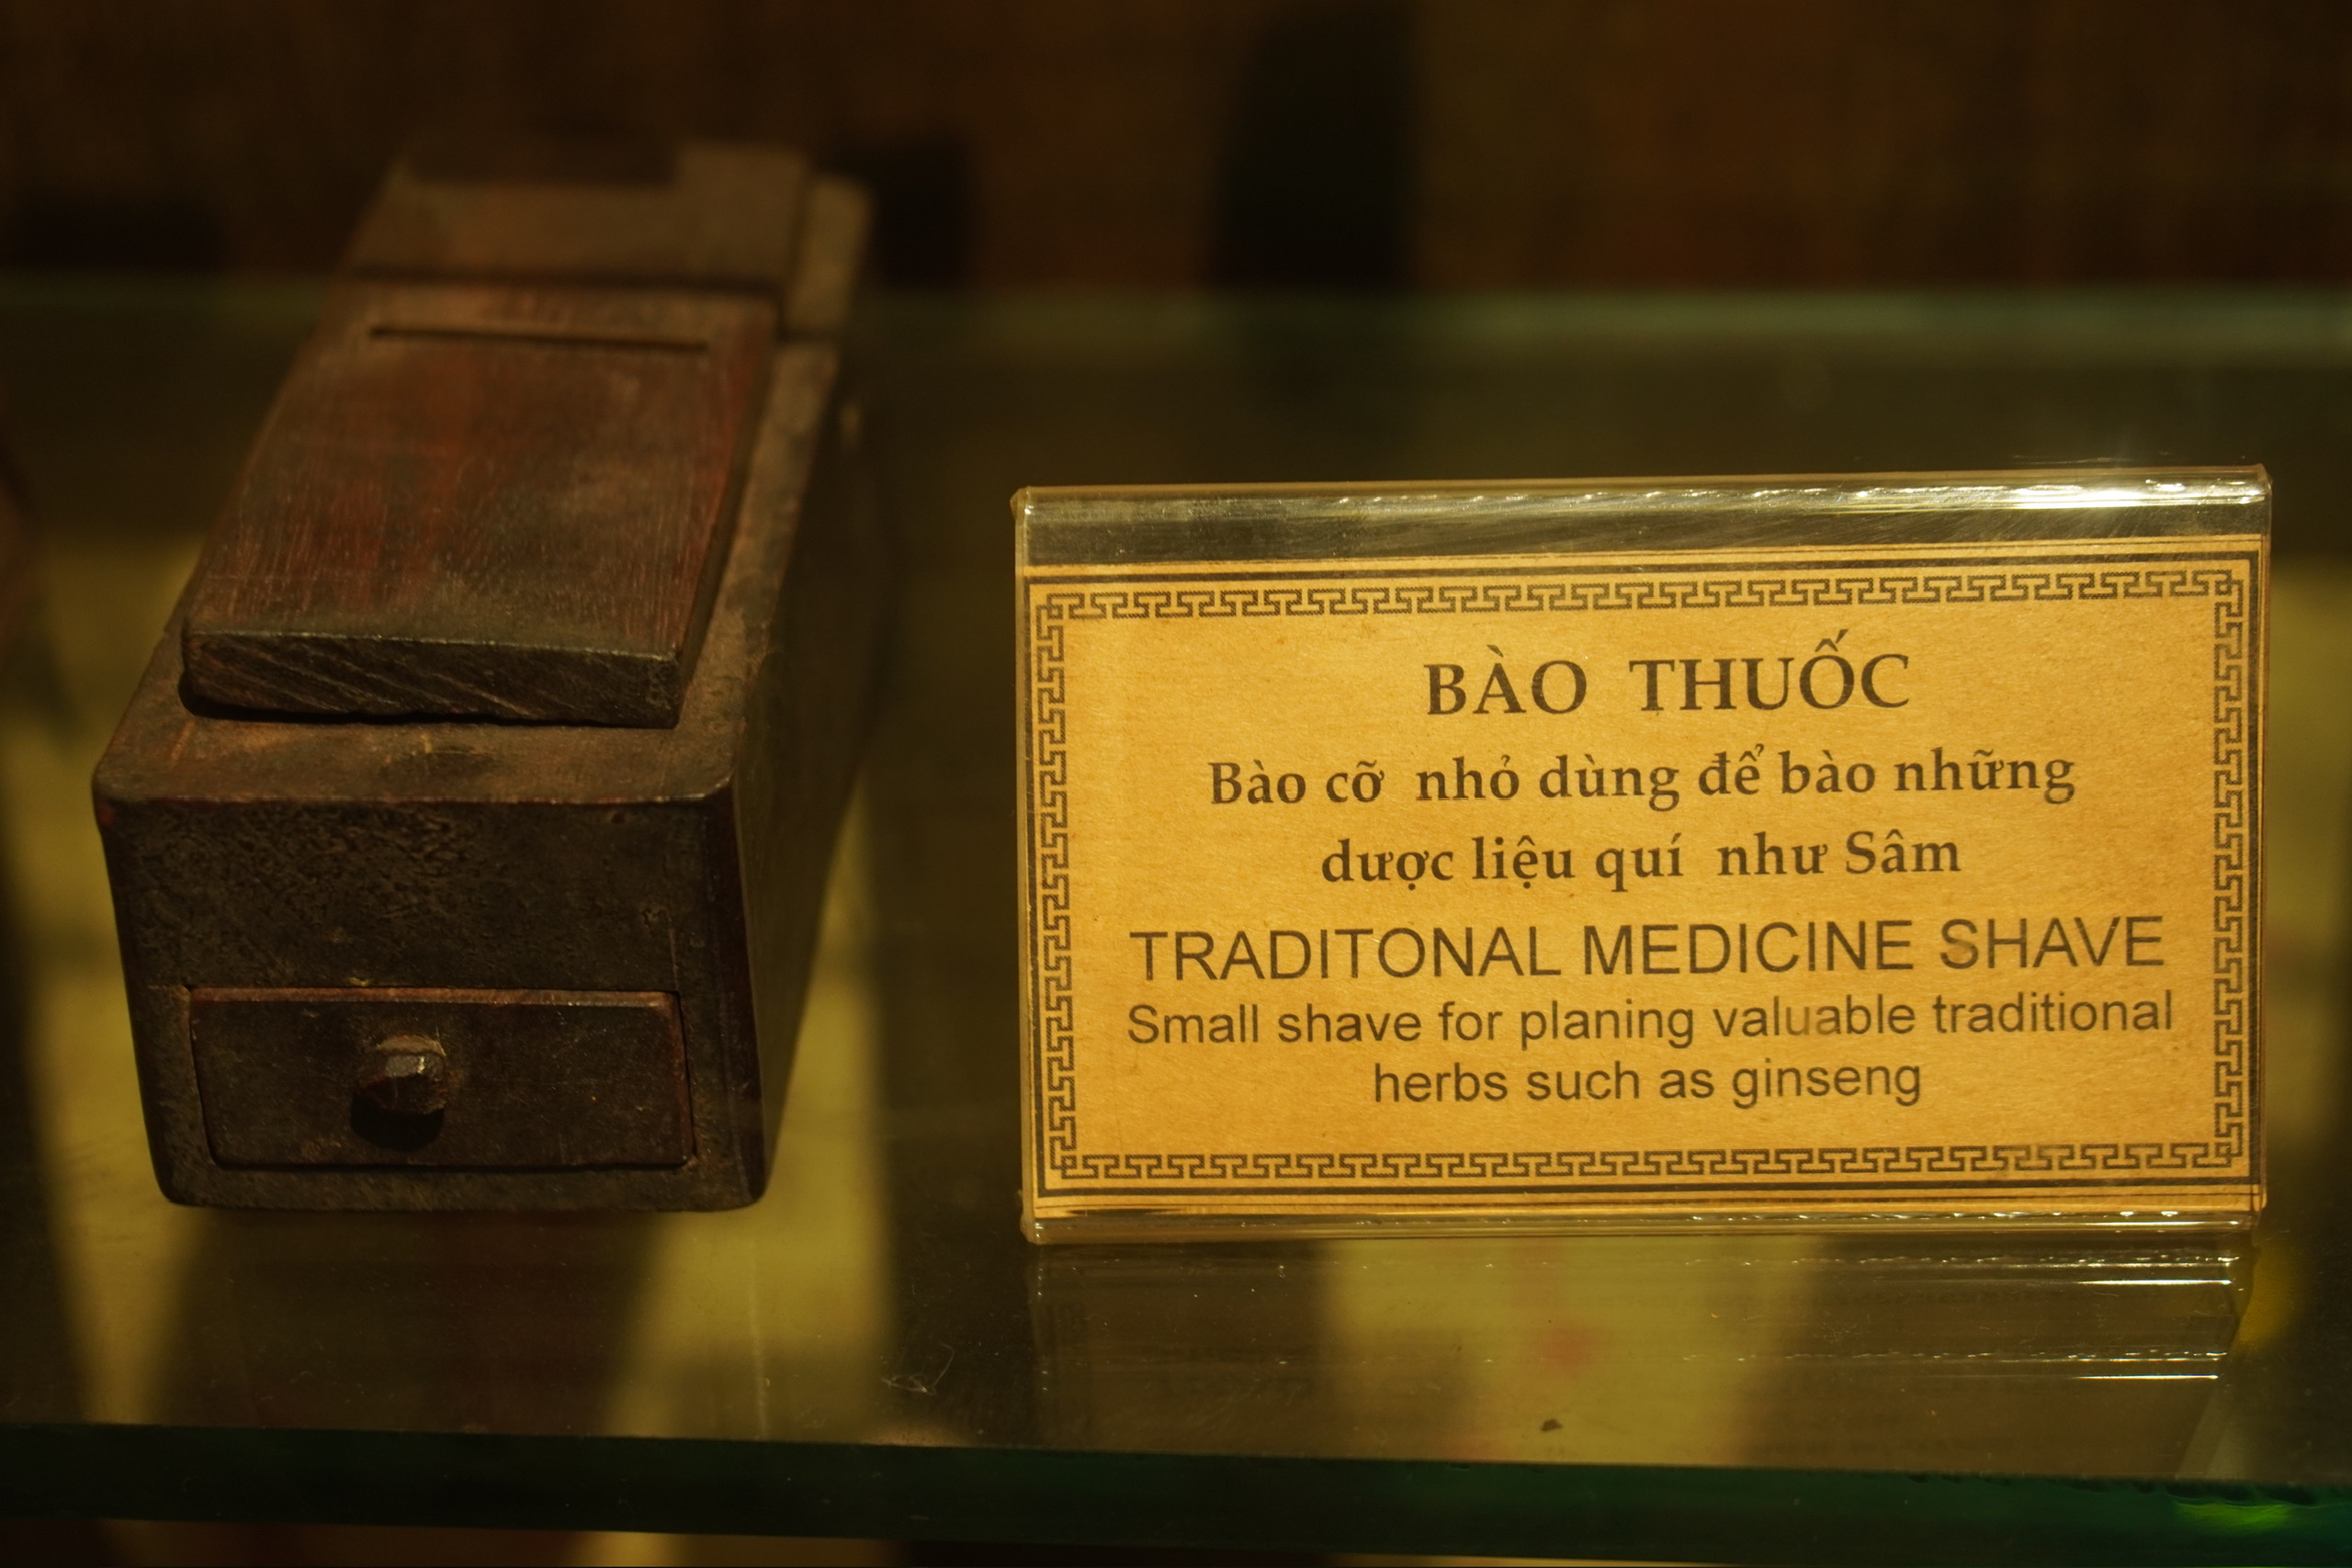 BÀO THUỐC
Bào cỡ nhỏ dùng để bào những
dược liệu quí như Sâm
TRADITONAL MEDICINE SHAVE
Small shave for planing valuable traditional
herbs such as ginseng